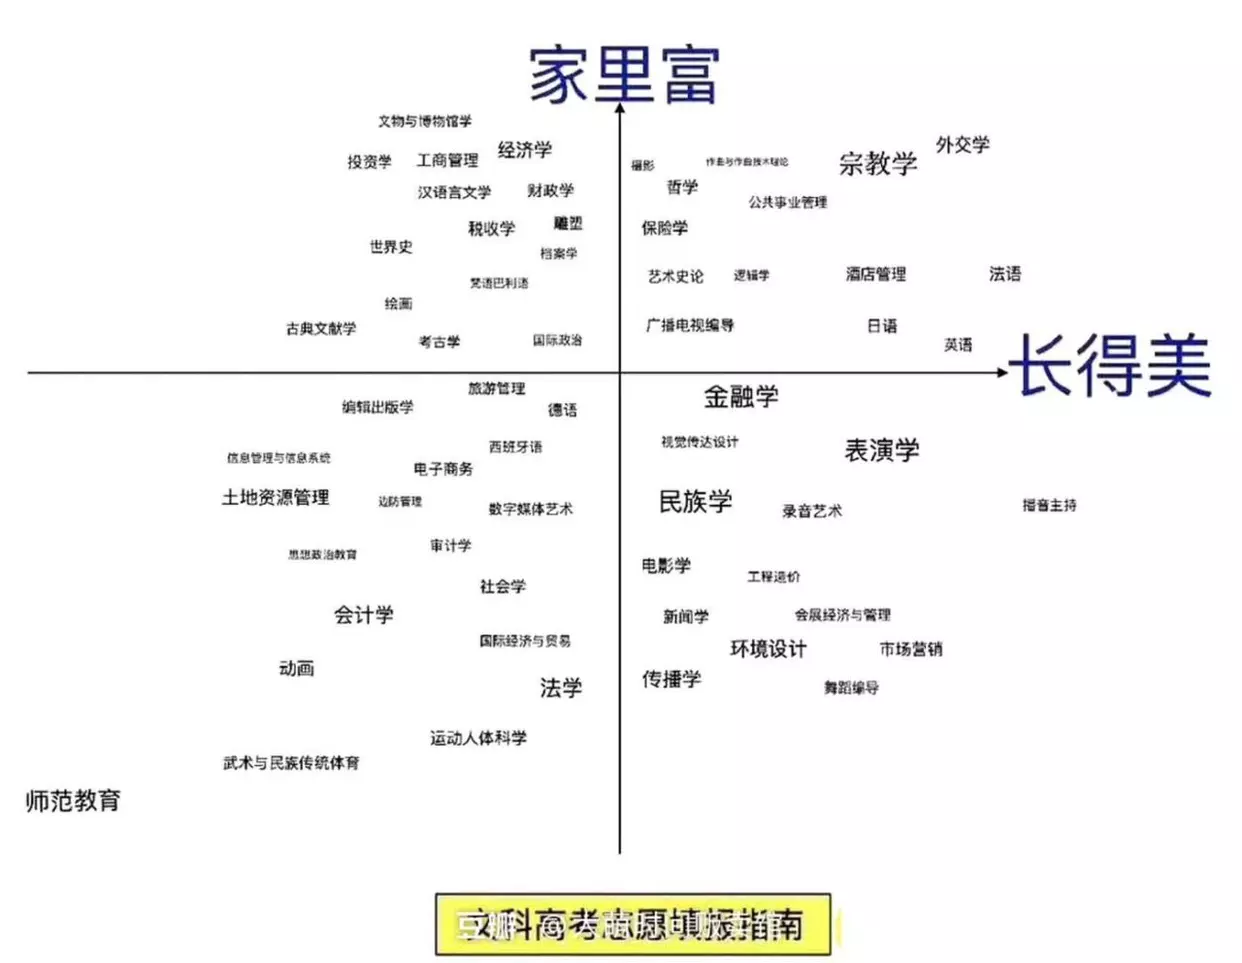 家里富
文物与博物馆学
投资学 工商管理 经济学
汉语言文学 财政学
税收学 雕塑
世界史 档案学
梵语巴利语
绘画
古典文献学 考古学 国际政治
摄影 作曲与作曲技术理论 宗教学 外交学
哲学 公共事业管理
保险学
艺术史论 逻辑学 酒店管理 法语
广播电视编导 日语
英语
长得美
旅游管理
编辑出版学 德语
西班牙语
信息管理与信息系统 电子商务
土地资源管理 边防管理 数字媒体艺术
思想政治教育 审计学
社会学
会计学
国际经济与贸易
动画 法学
运动人体科学
武术与民族传统体育
师范教育
金融学
视觉传达设计 表演学
民族学 录音艺术 播音主持
电影学 工程造价
新闻学 会展经济与管理
环境设计 市场营销
传播学 舞蹈编导
文科高考志愿填报指南
豆瓣